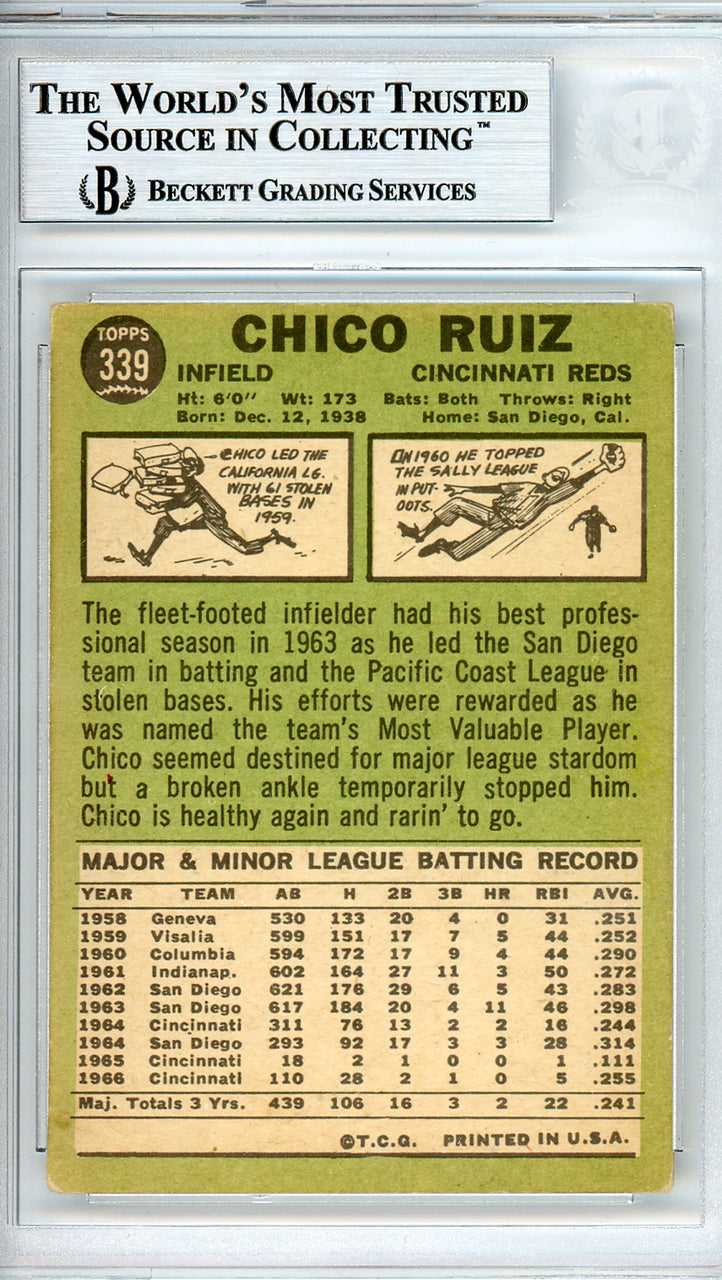 THE WORLD'S MOST TRUSTED
SOURCE IN COLLECTING™
B BECKETT GRADING SERVICES
TOPPS
339
CHICO RUIZ
INFIELD CINCINNATI REDS
Ht: 6'0" Wt: 173 Bats: Both Throws: Right
Born: Dec. 12, 1938 Home: San Diego, Cal.
CHICO LED THE
CALIFORNIA LG.
WITH 61 STOLEN
BASES IN
1959.
IN 1960 HE TOPPED
THE SALLY LEAGUE
IN PUT-
OUTS.
The fleet-footed infielder had his best profes-
sional season in 1963 as he led the San Diego
team in batting and the Pacific Coast League in
stolen bases. His efforts were rewarded as he
was named the team's Most Valuable Player.
Chico seemed destined for major league stardom
but a broken ankle temporarily stopped him.
Chico is healthy again and rarin' to go.
MAJOR & MINOR LEAGUE BATTING RECORD
YEAR TEAM AB H 2B 3B HR RBI AVG.
1958 Geneva 530 133 20 4 0 31 .251
1959 Visalia 599 151 17 7 5 44 .252
1960 Columbia 594 172 17 9 4 44 .290
1961 Indianap. 602 164 27 11 3 50 .272
1962 San Diego 621 176 29 6 5 43 .283
1963 San Diego 617 184 20 4 11 46 .298
1964 Cincinnati 311 76 13 2 2 16 .244
1964 San Diego 293 92 17 3 3 28 .314
1965 Cincinnati 18 2 1 0 0 1 .111
1966 Cincinnati 110 28 2 1 0 5 .255
Maj. Totals 3 Yrs. 439 106 16 3 2 22 .241
©T.C.G. PRINTED IN U.S.A.